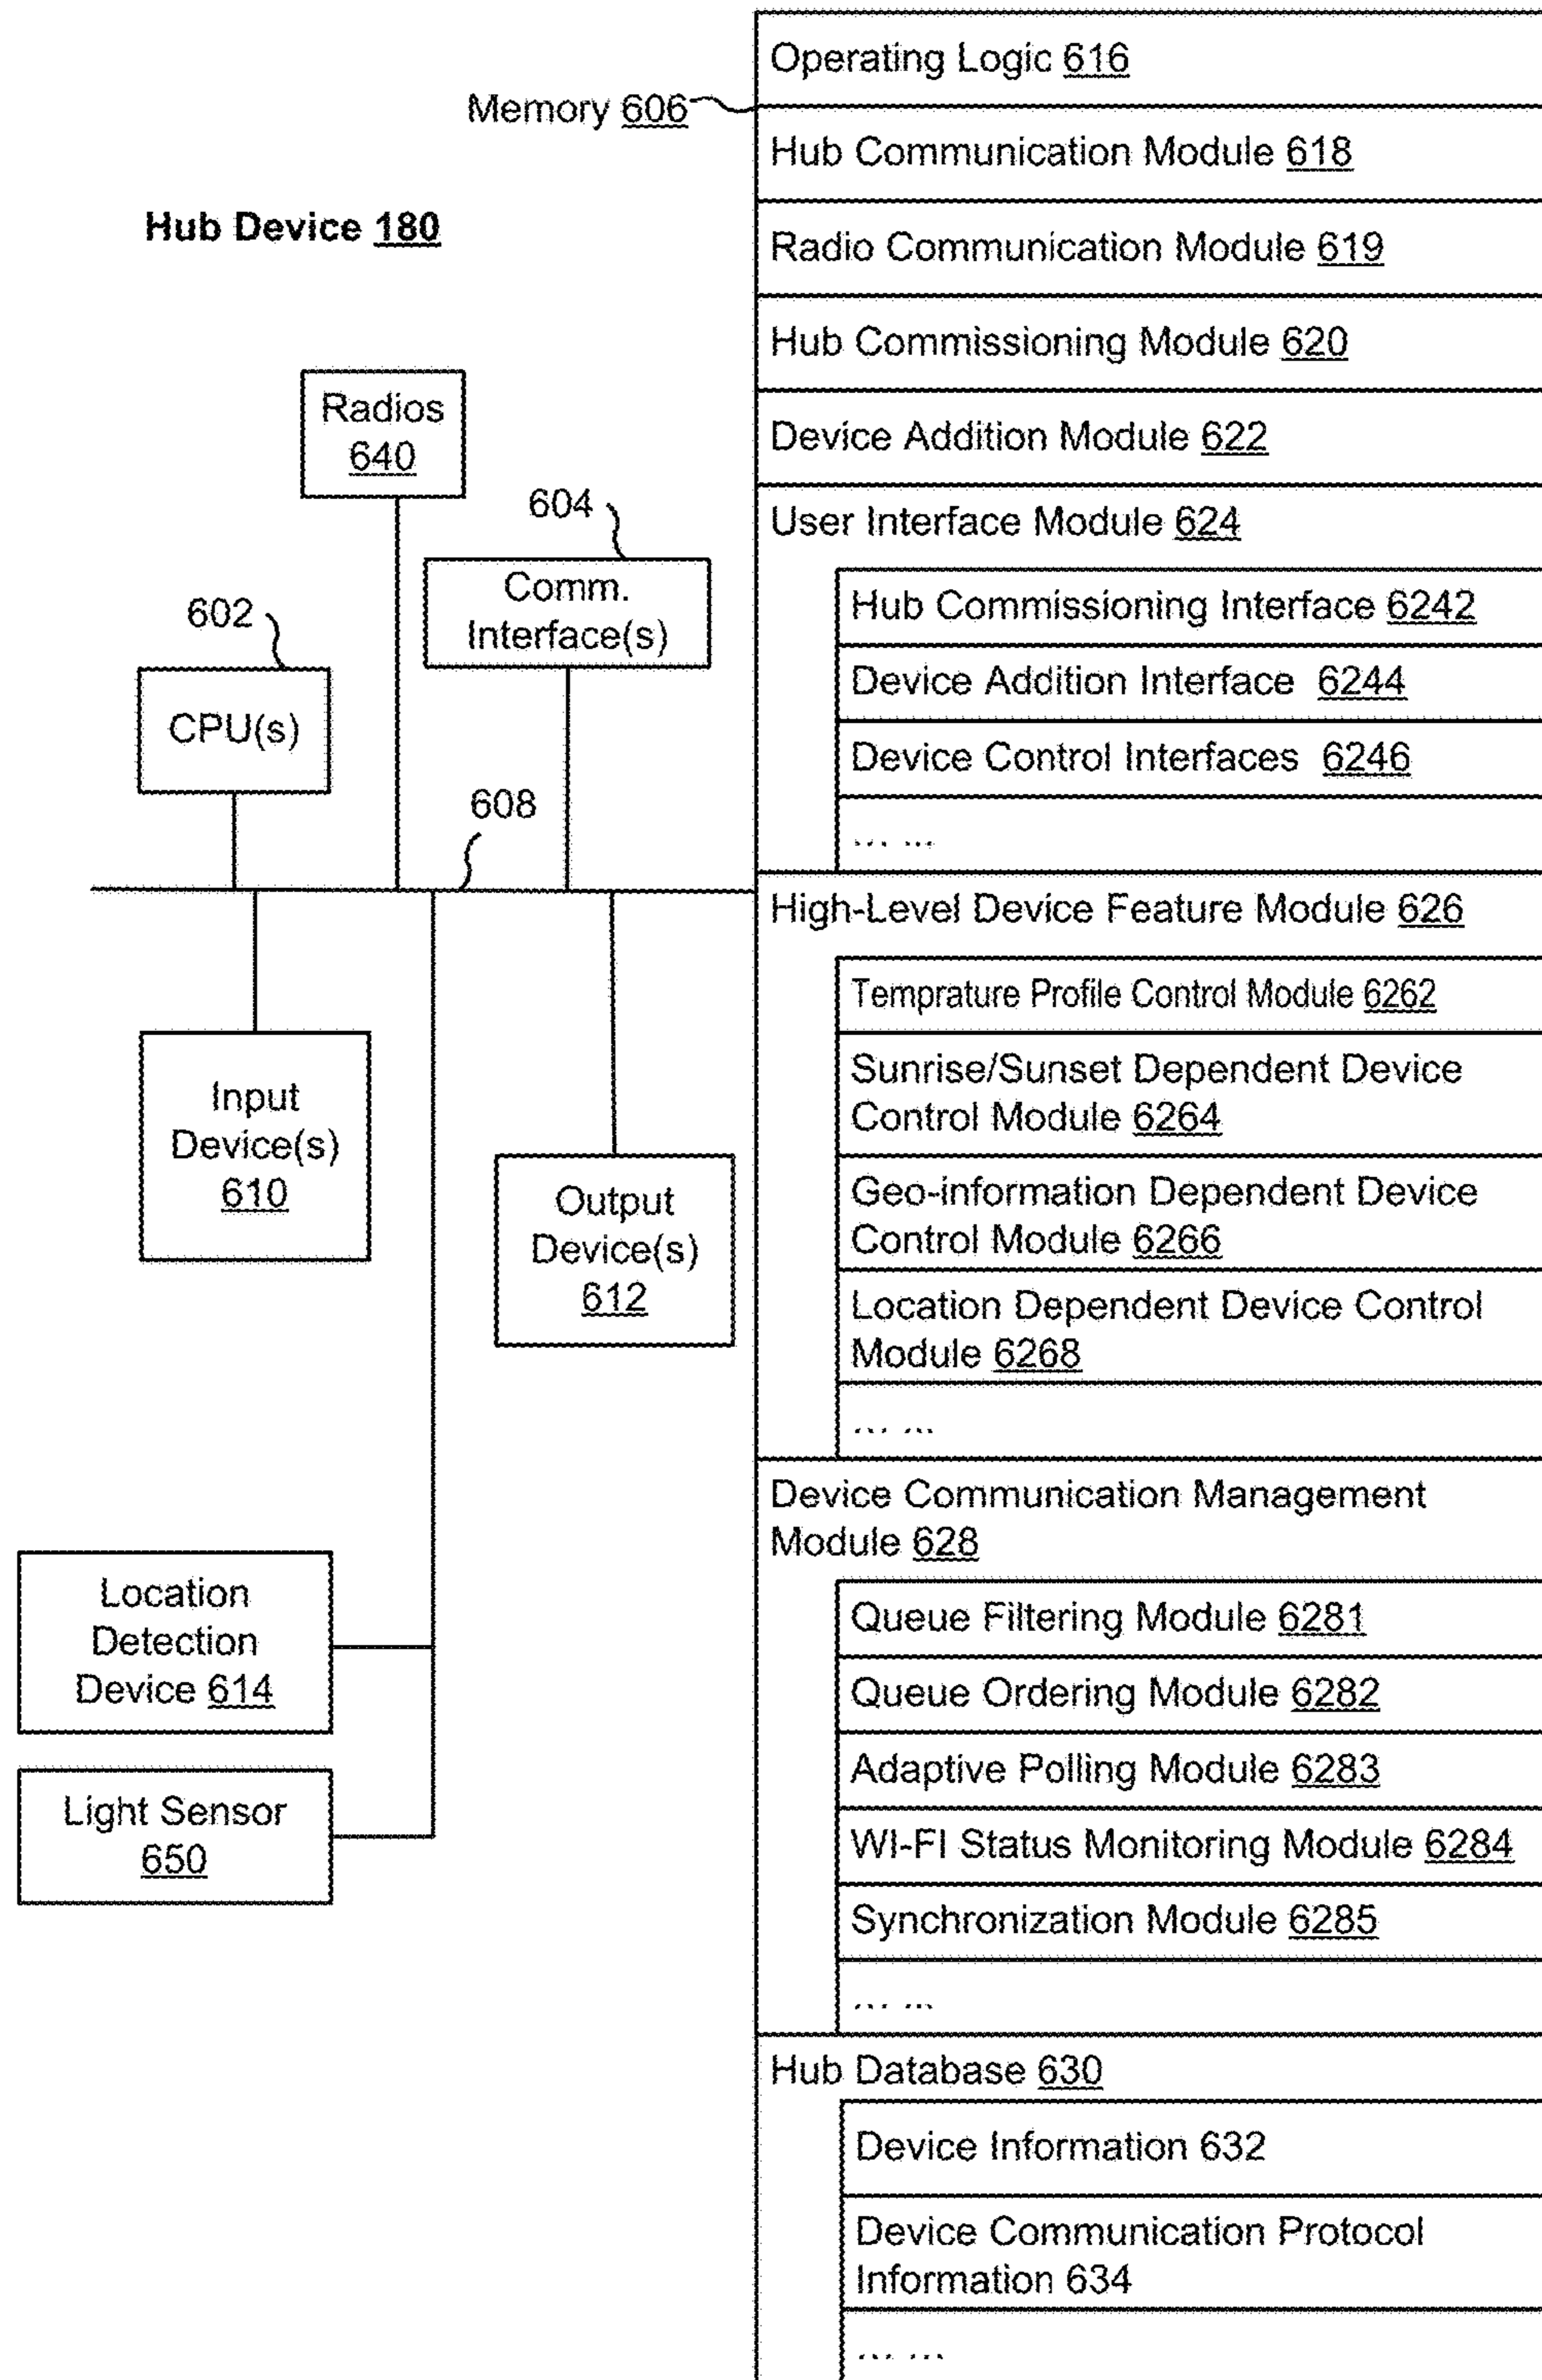 Hub Device 180
Memory 606
Radios
640
604
Comm.
Interface(s)
602
CPU(s)
608
Input
Device(s)
610
Output
Device(s)
612
Location
Detection
Device 614
Light Sensor
650
Operating Logic 616
Hub Communication Module 618
Radio Communication Module 619
Hub Commissioning Module 620
Device Addition Module 622
User Interface Module 624
Hub Commissioning Interface 6242
Device Addition Interface 6244
Device Control Interfaces 6246
... ...
High-Level Device Feature Module 626
Temprature Profile Control Module 6262
Sunrise/Sunset Dependent Device
Control Module 6264
Geo-information Dependent Device
Control Module 6266
Location Dependent Device Control
Module 6268
... ...
Device Communication Management
Module 628
Queue Filtering Module 6281
Queue Ordering Module 6282
Adaptive Polling Module 6283
WI-FI Status Monitoring Module 6284
Synchronization Module 6285
... ...
Hub Database 630
Device Information 632
Device Communication Protocol
Information 634
... ...